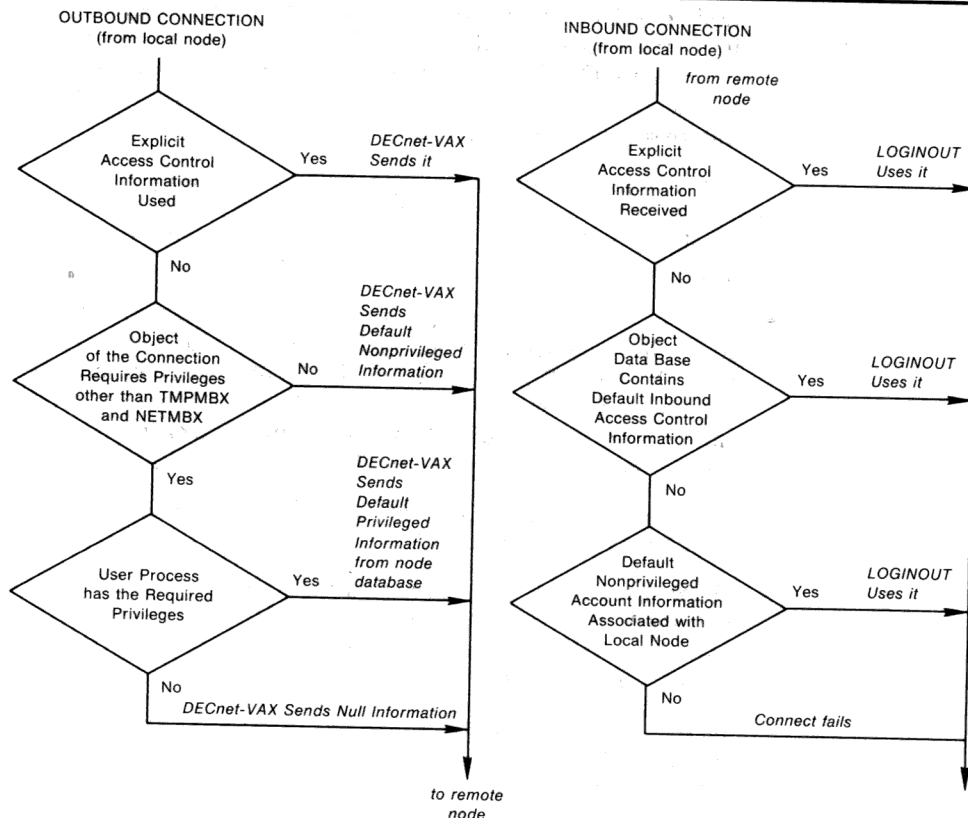 OUTBOUND CONNECTION
(from local node)
Explicit
Access Control
Information
Used
Yes
DECnet-VAX
Sends it
No
Object
of the Connection
Requires Privileges
other than TMPMBX
and NETMBX
No
DECnet-VAX
Sends
Default
Nonprivileged
Information
Yes
User Process
has the Required
Privileges
Yes
DECnet-VAX
Sends
Default
Privileged
Information
from node
database
No
DECnet-VAX Sends Null Information
to remote
node
INBOUND CONNECTION
(from local node)
from remote
node
Explicit
Access Control
Information
Received
Yes
LOGINOUT
Uses it
No
Object
Data Base
Contains
Default Inbound
Access Control
Information
Yes
LOGINOUT
Uses it
No
Default
Nonprivileged
Account Information
Associated with
Local Node
Yes
LOGINOUT
Uses it
No
Connect fails